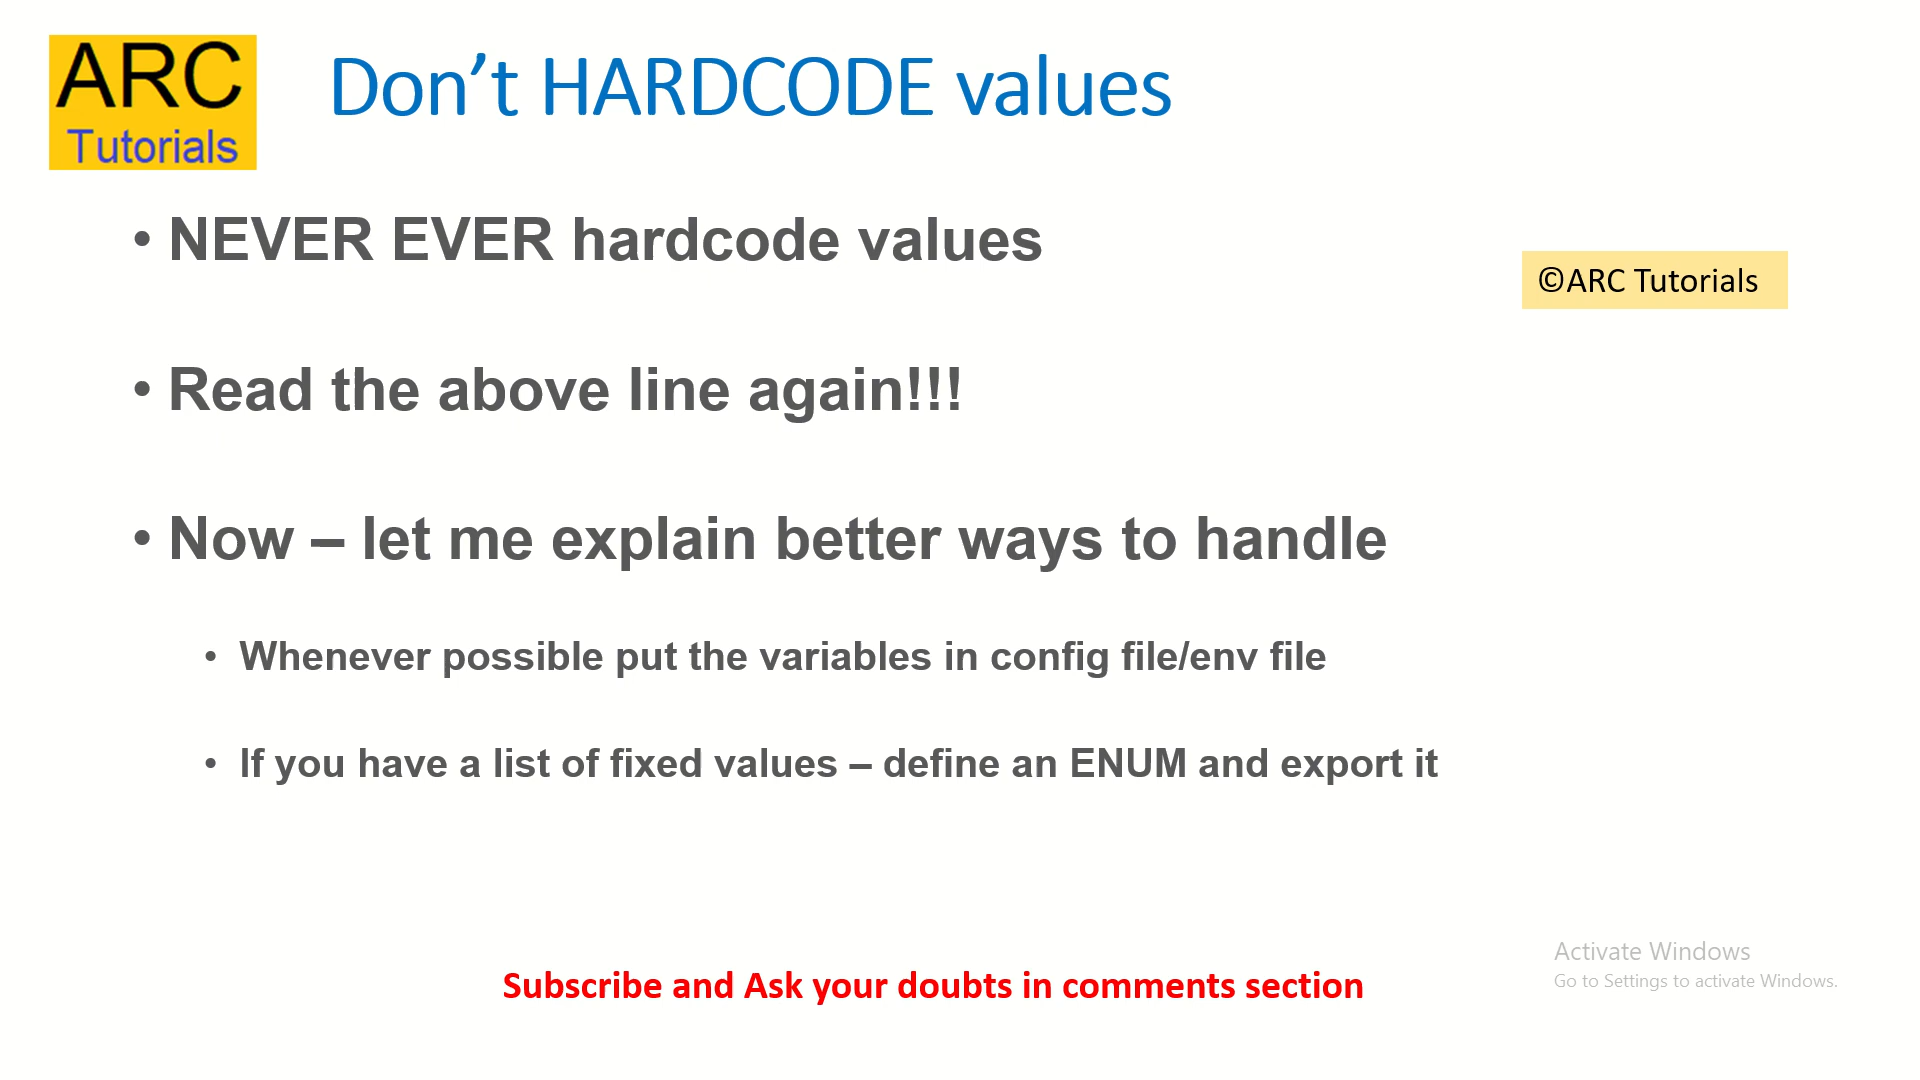 ARC
Tutorials
Don’t HARDCODE values
• NEVER EVER hardcode values
©ARC Tutorials
• Read the above line again!!!
• Now – let me explain better ways to handle
• Whenever possible put the variables in config file/env file
• If you have a list of fixed values – define an ENUM and export it
Activate Windows
Go to Settings to activate Windows.
Subscribe and Ask your doubts in comments section